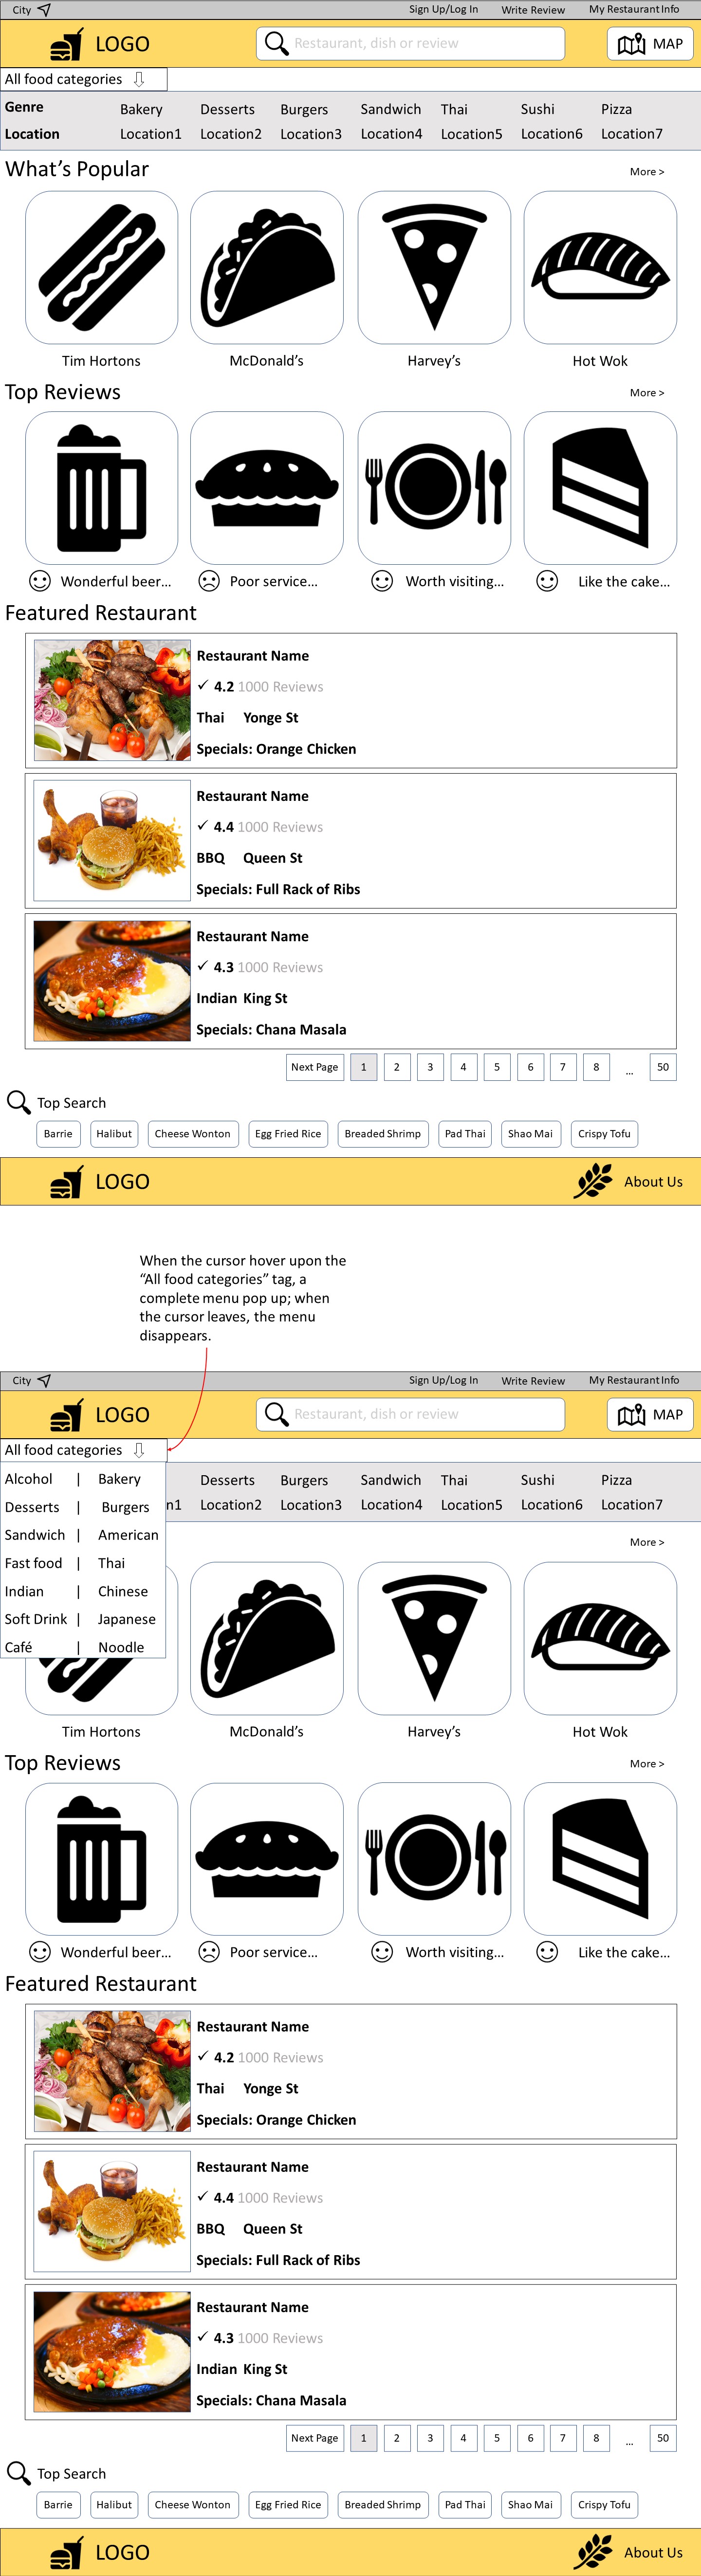 City Sign Up/Log In Write Review My Restaurant Info
LOGO Restaurant, dish or review MAP
All food categories
Genre Bakery Desserts Burgers Sandwich Thai Sushi Pizza
Location Location1 Location2 Location3 Location4 Location5 Location6 Location7
What's Popular More >
Tim Hortons McDonald's Harvey's Hot Wok
Top Reviews More >
Wonderful beer... Poor service... Worth visiting... Like the cake...
Featured Restaurant
Restaurant Name
✓ 4.2 1000 Reviews
Thai Yonge St
Specials: Orange Chicken
Restaurant Name
✓ 4.4 1000 Reviews
BBQ Queen St
Specials: Full Rack of Ribs
Restaurant Name
✓ 4.3 1000 Reviews
Indian King St
Specials: Chana Masala
Next Page 1 2 3 4 5 6 7 8 ... 50
Top Search
Barrie Halibut Cheese Wonton Egg Fried Rice Breaded Shrimp Pad Thai Shao Mai Crispy Tofu
LOGO About Us
When the cursor hover upon the
“All food categories” tag, a
complete menu pop up; when
the cursor leaves, the menu
disappears.
City Sign Up/Log In Write Review My Restaurant Info
LOGO Restaurant, dish or review MAP
All food categories
Alcohol | Bakery Desserts Burgers Sandwich Thai Sushi Pizza
n1 Location2 Location3 Location4 Location5 Location6 Location7
Desserts | Burgers
Sandwich | American More >
Fast food | Thai
Indian | Chinese
Soft Drink | Japanese
Café | Noodle
Tim Hortons McDonald's Harvey's Hot Wok
Top Reviews More >
Wonderful beer... Poor service... Worth visiting... Like the cake...
Featured Restaurant
Restaurant Name
✓ 4.2 1000 Reviews
Thai Yonge St
Specials: Orange Chicken
Restaurant Name
✓ 4.4 1000 Reviews
BBQ Queen St
Specials: Full Rack of Ribs
Restaurant Name
✓ 4.3 1000 Reviews
Indian King St
Specials: Chana Masala
Next Page 1 2 3 4 5 6 7 8 ... 50
Top Search
Barrie Halibut Cheese Wonton Egg Fried Rice Breaded Shrimp Pad Thai Shao Mai Crispy Tofu
LOGO About Us